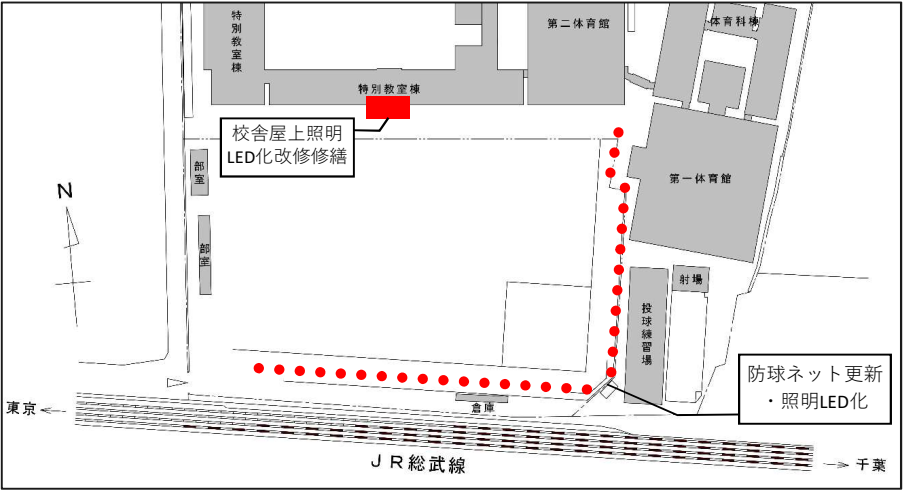 特別教室棟
第二体育館
体育科棟
特別教室棟
校舎屋上照明
LED化改修修繕
部室
第一体育館
N
部室
射場
投球練習場
防球ネット更新
・照明LED化
倉庫
東京
JR総武線
千葉